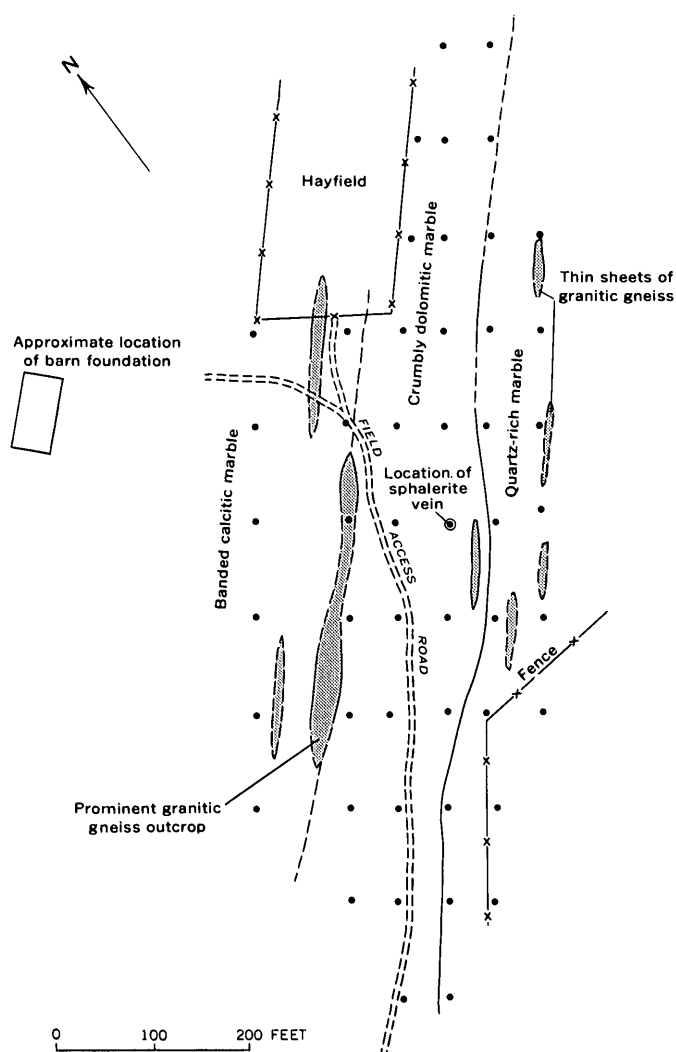 N
Hayfield
Crumbly dolomitic marble
Thin sheets of
granitic gneiss
Approximate location
of barn foundation
FIELD
ACCESS
ROAD
Banded calcitic marble
Location of
sphalerite
vein
Quartz-rich marble
Fence
Prominent granitic
gneiss outcrop
0 100 200 FEET